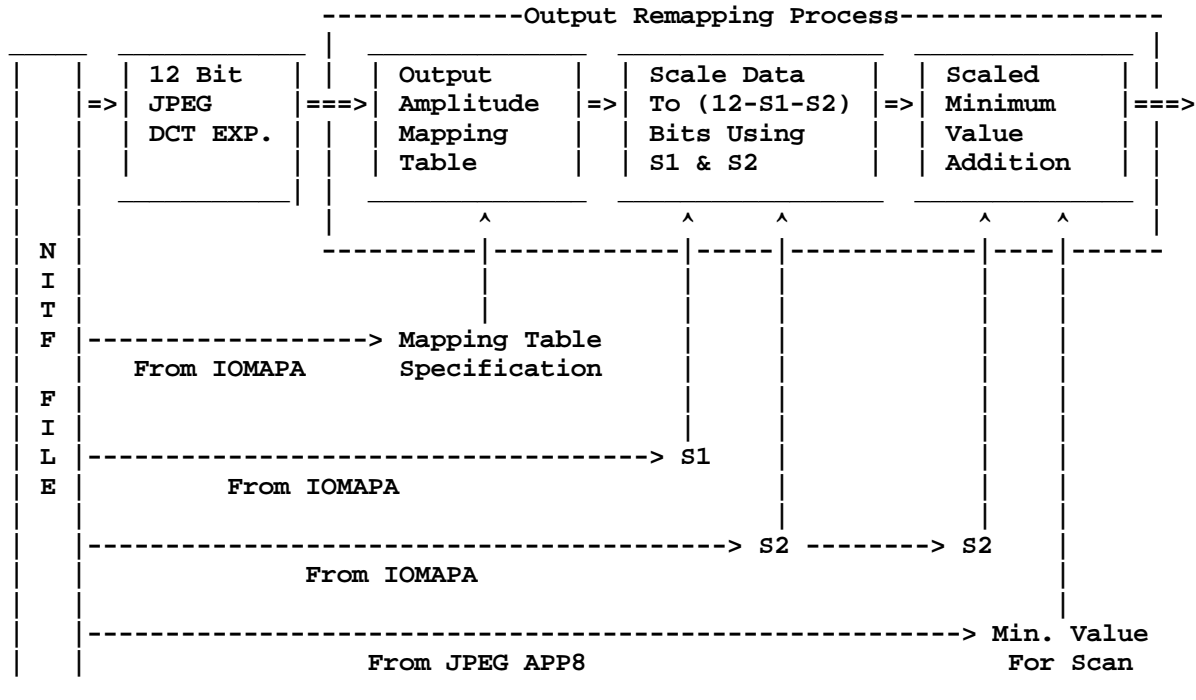 Output Remapping Process
12 Bit Output Scale Data Scaled
=> JPEG ===> Amplitude => To (12-S1-S2) => Minimum ===>
DCT EXP. Mapping Bits Using Value
Table S1 & S2 Addition
N
I
T
F Mapping Table
From IOMAPA Specification
F
I
L S1
E From IOMAPA
S2 S2
From IOMAPA
Min. Value
From JPEG APP8 For Scan